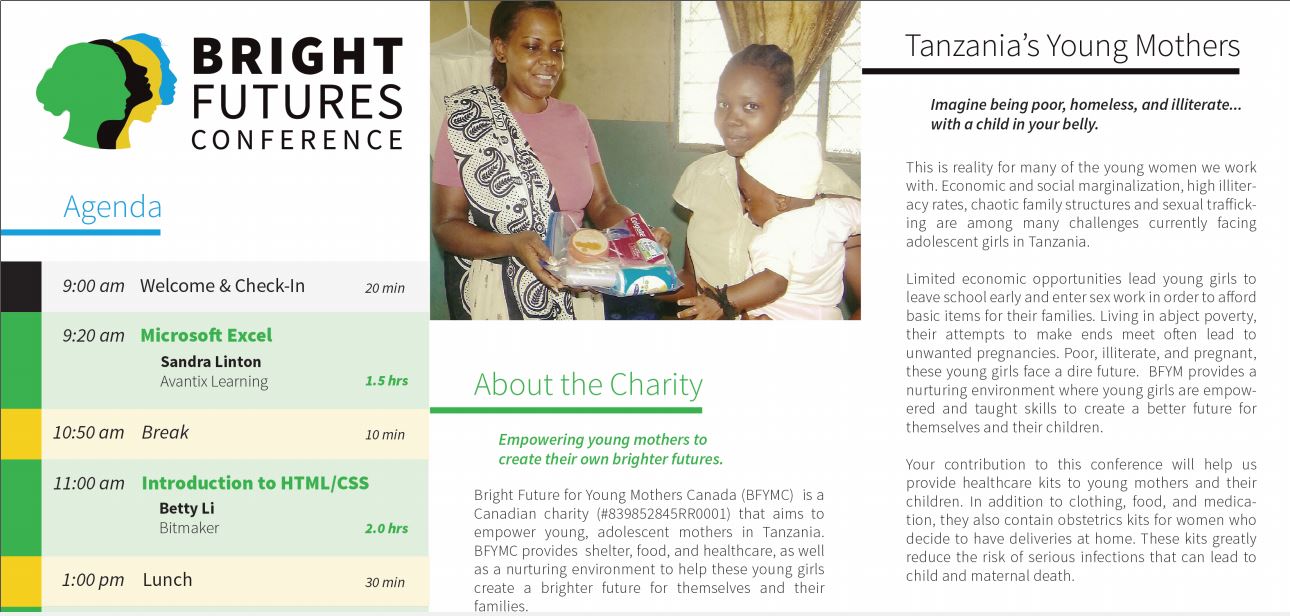 BRIGHT
FUTURES
CONFERENCE
Agenda
9:00 am Welcome & Check-In 20 min
9:20 am Microsoft Excel
Sandra Linton
Avantix Learning 1.5 hrs
10:50 am Break 10 min
11:00 am Introduction to HTML/CSS
Betty Li
Bitmaker 2.0 hrs
1:00 pm Lunch 30 min
Colgate
About the Charity
Empowering young mothers to
create their own brighter futures.
Bright Future for Young Mothers Canada (BFYMC) is a
Canadian charity (#839852845RR0001) that aims to
empower young, adolescent mothers in Tanzania.
BFYMC provides shelter, food, and healthcare, as well
as a nurturing environment to help these young girls
create a brighter future for themselves and their
families.
Tanzania's Young Mothers
Imagine being poor, homeless, and illiterate...
with a child in your belly.
This is reality for many of the young women we work
with. Economic and social marginalization, high illiter-
acy rates, chaotic family structures and sexual traffick-
ing are among many challenges currently facing
adolescent girls in Tanzania.
Limited economic opportunities lead young girls to
leave school early and enter sex work in order to afford
basic items for their families. Living in abject poverty,
their attempts to make ends meet often lead to
unwanted pregnancies. Poor, illiterate, and pregnant,
these young girls face a dire future. BFYM provides a
nurturing environment where young girls are empow-
ered and taught skills to create a better future for
themselves and their children.
Your contribution to this conference will help us
provide healthcare kits to young mothers and their
children. In addition to clothing, food, and medica-
tion, they also contain obstetrics kits for women who
decide to have deliveries at home. These kits greatly
reduce the risk of serious infections that can lead to
child and maternal death.